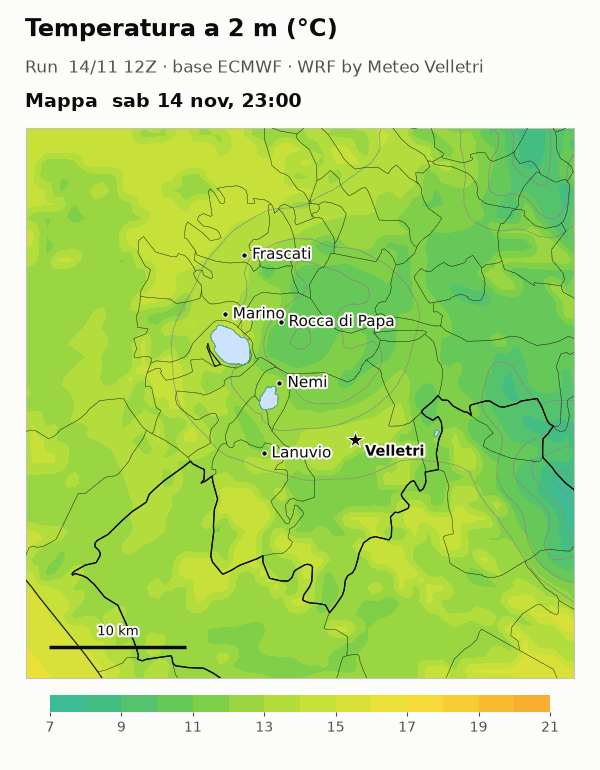 Temperatura a 2 m (°C)
Run  14/11 12Z · base ECMWF · WRF by Meteo Velletri
Mappa  sab 14 nov, 23:00
Frascati
Marino
Rocca di Papa
Nemi
Lanuvio
Velletri
10 km
7 9 11 13 15 17 19 21